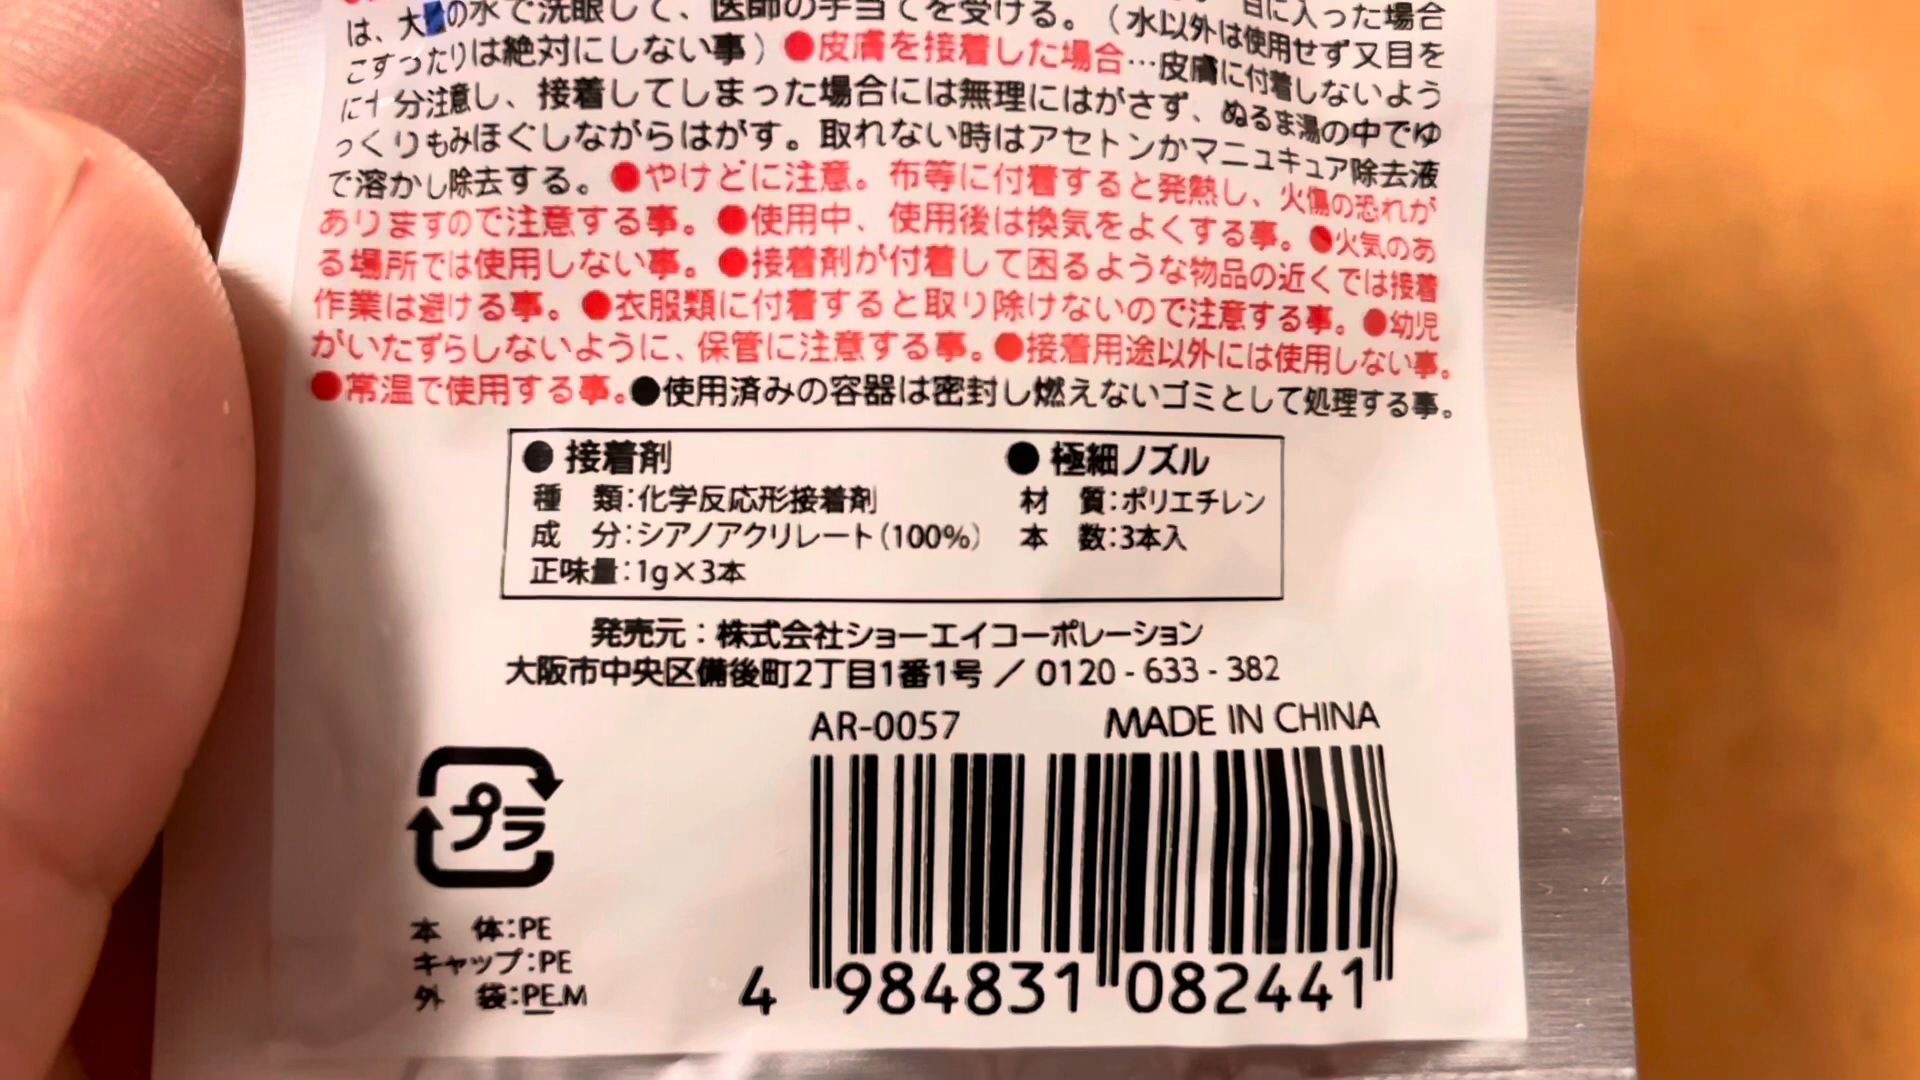 は、大の水で洗眼して、医師の手当てを受ける。(水以外は使用せず又目を
こすったりは絶対にしない事)●皮膚を接着した場合…皮膚に付着しないよう
に十分注意し、接着してしまった場合には無理にはがさず、ぬるま湯の中でゆ
っくりもみほぐしながらはがす。取れない時はアセトンかマニュキュア除去液
で溶かし除去する。●やけどに注意。布等に付着すると発熱し、火傷の恐れが
ありますので注意する事。●使用中、使用後は換気をよくする事。●火気のあ
る場所では使用しない事。●接着剤が付着して困るような物品の近くでは接着
作業は避ける事。●衣服類に付着すると取り除けないので注意する事。●幼児
がいたずらしないように、保管に注意する事。●接着用途以外には使用しない事。
●常温で使用する事。●使用済みの容器は密封し燃えないゴミとして処理する事。
●接着剤
種 類:化学反応形接着剤
成 分:シアノアクリレート(100%)
正味量:1g×3本
●極細ノズル
材 質:ポリエチレン
本 数:3本入
発売元:株式会社ショーエイコーポレーション
大阪市中央区備後町2丁目1番1号/0120-633-382
AR-0057 MADE IN CHINA
プラ
本 体:PE
キャップ:PE
外 袋:PE.M
4 984831 082441